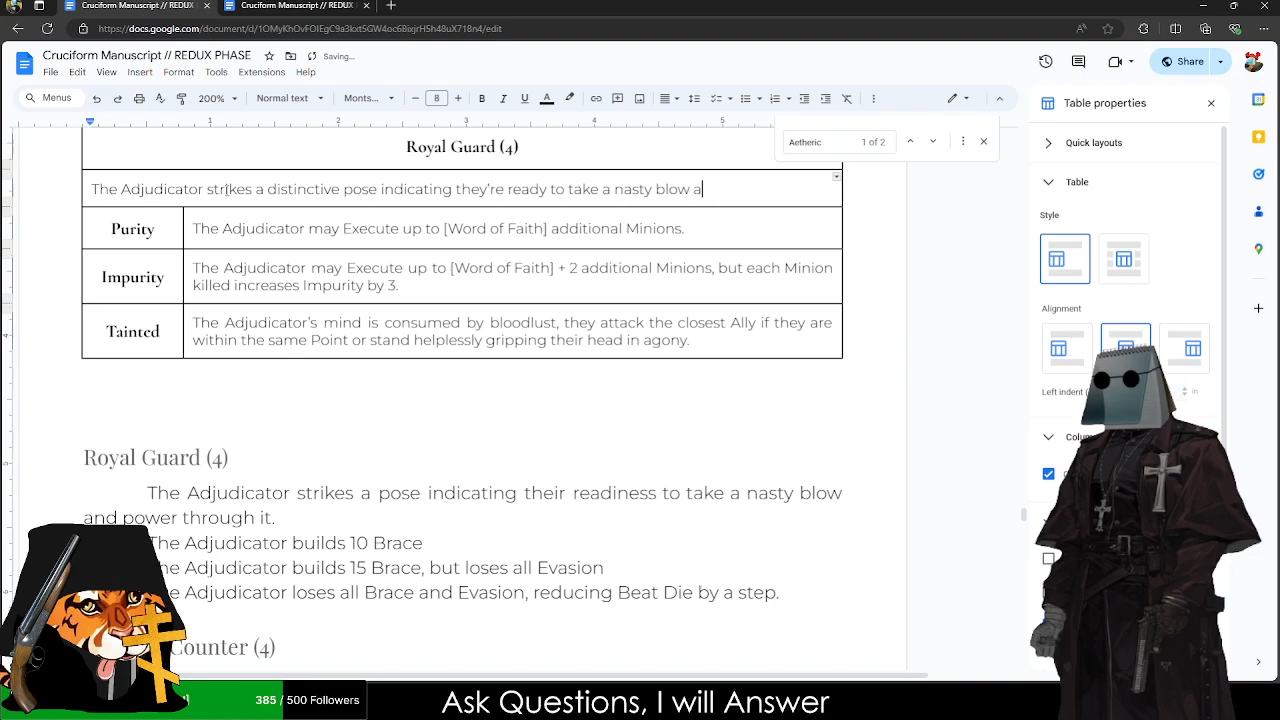 Cruciform Manuscript // REDUX
Cruciform Manuscript // REDUX
https://docs.google.com/document/d/1OMyKhOvFOIEgC9a3kxt5GW4oc6BixjrH5h48uX718r4/edit
Cruciform Manuscript // REDUX PHASE
Saving...
File Edit View Insert Format Tools Extensions Help
Share
Menus
200%
Normal text
Monts...
8
B I U A
Table properties
1 2 3 4 5
Aetheric 1 of 2
Quick layouts
Royal Guard (4)
The Adjudicator strikes a distinctive pose indicating they're ready to take a nasty blow a
Table
Style
Purity
The Adjudicator may Execute up to [Word of Faith] additional Minions.
Impurity
The Adjudicator may Execute up to [Word of Faith] + 2 additional Minions, but each Minion
killed increases Impurity by 3.
Alignment
Tainted
The Adjudicator's mind is consumed by bloodlust, they attack the closest Ally if they are
within the same Point or stand helplessly gripping their head in agony.
Left indent
in
Colu
Royal Guard (4)
The Adjudicator strikes a pose indicating their readiness to take a nasty blow
and power through it.
The Adjudicator builds 10 Brace
Adjudicator builds 15 Brace, but loses all Evasion
Adjudicator loses all Brace and Evasion, reducing Beat Die by a step.
Counter (4)
385 / 500 Followers
Ask Questions, I will Answer